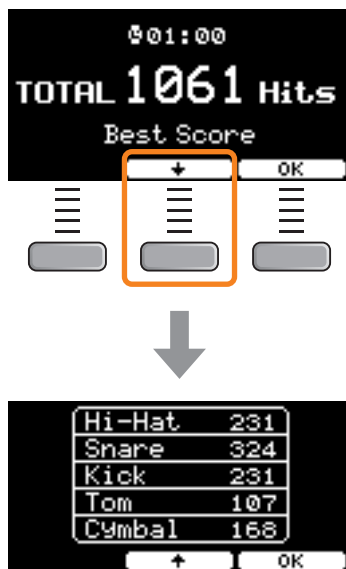 01:00
TOTAL 1061 Hits
Best Score
OK
Hi-Hat 231
Snare 324
Kick 231
Tom 107
Cymbal 168
OK